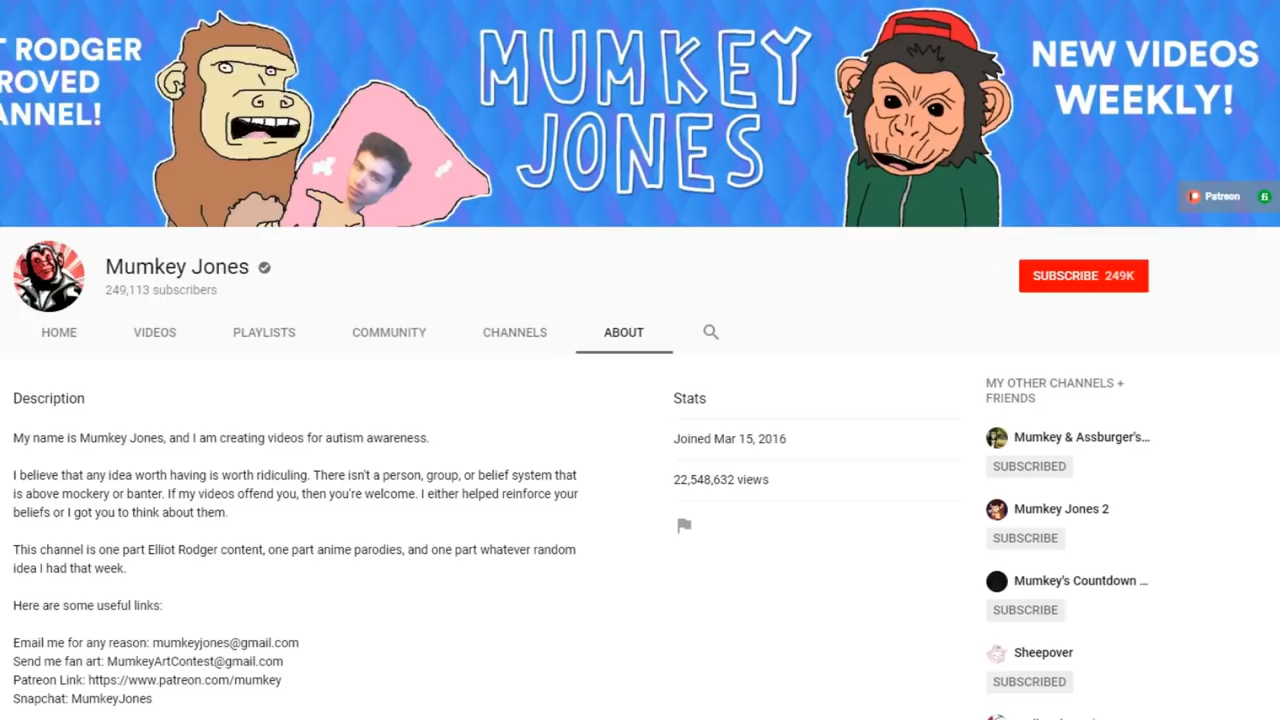 T RODGER
ROVED
ANNEL!
MUMKEY
JONES
NEW VIDEOS
WEEKLY!
Patreon
Mumkey Jones
249,113 subscribers
SUBSCRIBE 249K
HOME VIDEOS PLAYLISTS COMMUNITY CHANNELS ABOUT
Description
My name is Mumkey Jones, and I am creating videos for autism awareness.
I believe that any idea worth having is worth ridiculing. There isn't a person, group, or belief system that
is above mockery or banter. If my videos offend you, then you're welcome. I either helped reinforce your
beliefs or I got you to think about them.
This channel is one part Elliot Rodger content, one part anime parodies, and one part whatever random
idea I had that week.
Here are some useful links:
Email me for any reason: mumkeyjones@gmail.com
Send me fan art: MumkeyArtContest@gmail.com
Patreon Link: https://www.patreon.com/mumkey
Snapchat: MumkeyJones
Stats
Joined Mar 15, 2016
22,548,632 views
MY OTHER CHANNELS +
FRIENDS
Mumkey & Assburger's...
SUBSCRIBED
Mumkey Jones 2
SUBSCRIBE
Mumkey's Countdown ...
SUBSCRIBE
Sheepover
SUBSCRIBED